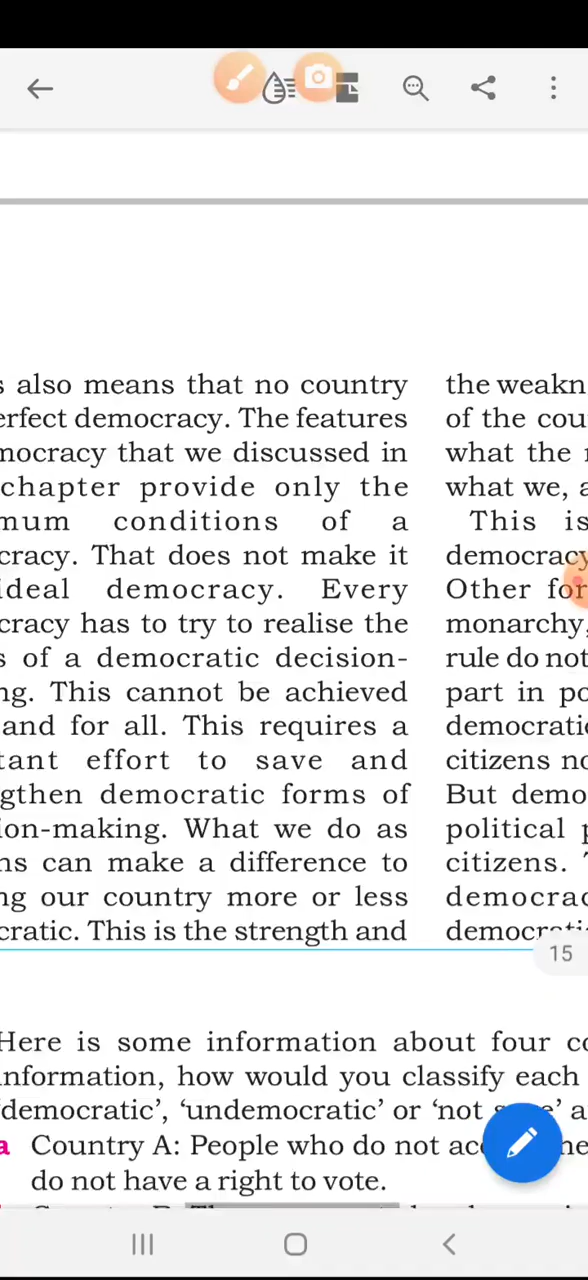 s also means that no country
erfect democracy. The features
mocracy that we discussed in
chapter provide only the
mum conditions of a
cracy. That does not make it
ideal democracy. Every
cracy has to try to realise the
s of a democratic decision-
ng. This cannot be achieved
and for all. This requires a
tant effort to save and
gthen democratic forms of
ion-making. What we do as
ns can make a difference to
ng our country more or less
cratic. This is the strength and
the weakn
of the cou
what the
what we, a
This is
democracy
Other for
monarchy,
rule do not
part in po
democratic
citizens no
But demo
political p
citizens.
democrac
democrati
15
Here is some information about four co
information, how would you classify each
'democratic', 'undemocratic' or 'not sure' a
a Country A: People who do not acc
do not have a right to vote.